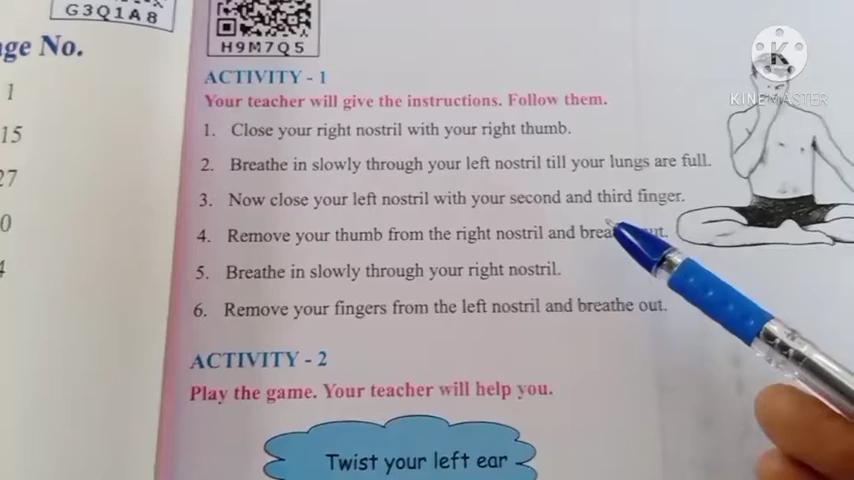 G3Q1A8
H9M7Q5
ge No.
1
15
27
0
4
ACTIVITY - 1
Your teacher will give the instructions. Follow them.
1. Close your right nostril with your right thumb.
2. Breathe in slowly through your left nostril till your lungs are full.
3. Now close your left nostril with your second and third finger.
4. Remove your thumb from the right nostril and brea ut.
5. Breathe in slowly through your right nostril.
6. Remove your fingers from the left nostril and breathe out.
ACTIVITY - 2
Play the game. Your teacher will help you.
Twist your left ear
K
KINEMASTER